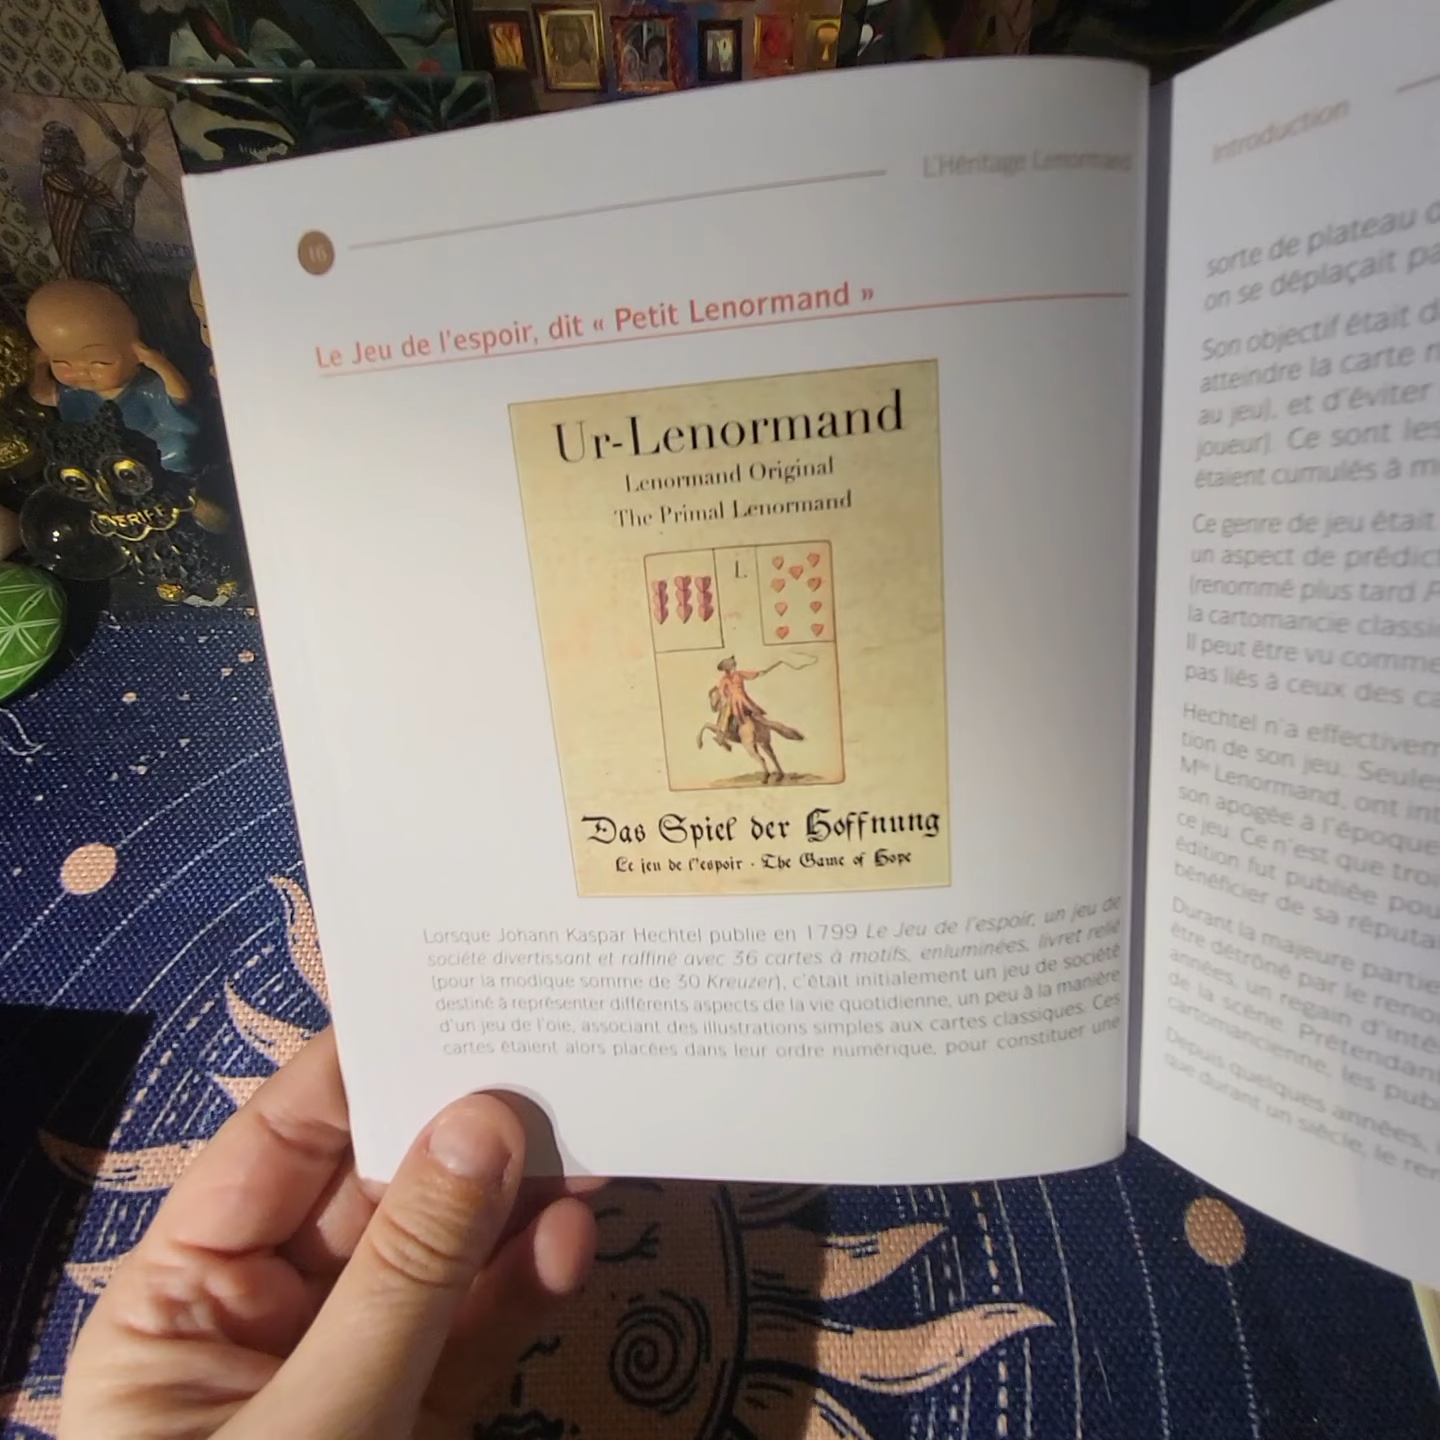 L'Héritage Lenormand
16
Le Jeu de l'espoir, dit « Petit Lenormand »
Ur-Lenormand
Lenormand Original
The Primal Lenormand
1.
Das Spiel der Hoffnung
Le jeu de l'espoir · The Game of Hope
Lorsque Johann Kaspar Hechtel publie en 1799 Le Jeu de l'espoir, un jeu de
société divertissant et raffiné avec 36 cartes à motifs, enluminées, livret relié
(pour la modique somme de 30 Kreuzer), c'était initialement un jeu de société
destiné à représenter différents aspects de la vie quotidienne, un peu à la manière
d'un jeu de l'oie, associant des illustrations simples aux cartes classiques. Ces
cartes étaient alors placées dans leur ordre numérique, pour constituer une
Introduction
sorte de plateau
on se déplaçait
Son objectif était
atteindre la carte
au jeu), et d'éviter
joueur). Ce sont les
étaient cumulés à
Ce genre de jeu était
un aspect de
(renommé plus tard
la cartomancie
Il peut être vu comme
pas liés à ceux des
Hechtel n'a
tion de son jeu. Seules
Mlle Lenormand, ont
son apogée à l'époque
ce jeu. Ce n'est que
édition fut publiée
bénéficier de sa
Durant la majeure partie
être détrôné par le
années, un regain
de la scène.
cartomancienne, les
Depuis quelques années,
que durant un siècle, le
SHERIFF